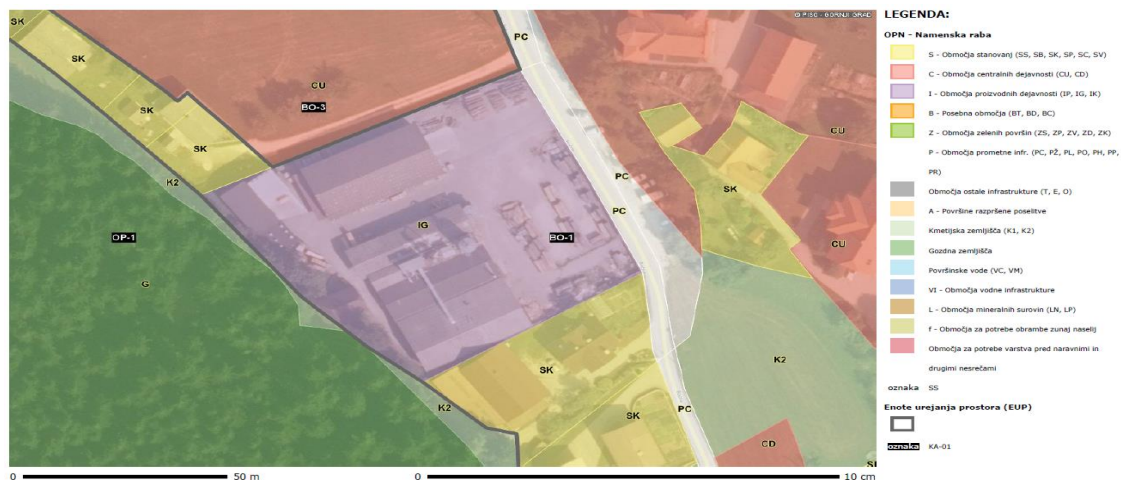 SK
© PISO - GORNJI GRAD
PC
SK
CU
BO-3
SK
CU
SK
K2
PC
SK
PC
IG
BO-1
OP-1
CU
G
K2
SK
K2
SK
PC
CD
0 50 m 0 10 cm
LEGENDA:
OPN - Namenska raba
S - Območja stanovanj (SS, SB, SK, SP, SC, SV)
C - Območja centralnih dejavnosti (CU, CD)
I - Območja proizvodnih dejavnosti (IP, IG, IK)
B - Posebna območja (BT, BD, BC)
Z - Območja zelenih površin (ZS, ZP, ZV, ZD, ZK)
P - Območja prometne infr. (PC, PŽ, PL, PO, PH, PP,
PR)
Območja ostale infrastrukture (T, E, O)
A - Površine razpršene poselitve
Kmetijska zemljišča (K1, K2)
Gozdna zemljišča
Površinske vode (VC, VM)
VI - Območja vodne infrastrukture
L - Območja mineralnih surovin (LN, LP)
f - Območja za potrebe obrambe zunaj naselij
Območja za potrebe varstva pred naravnimi in
drugimi nesrečami
oznaka SS
Enote urejanja prostora (EUP)
oznaka KA-01